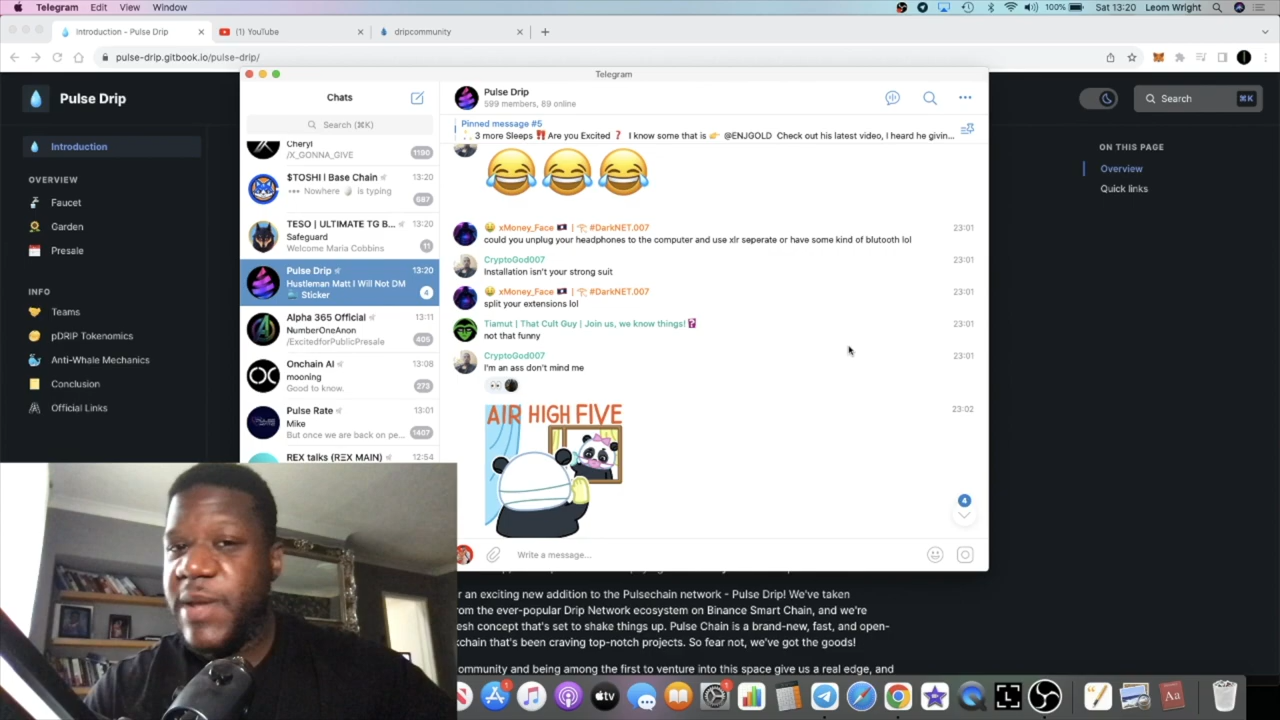 Telegram Edit View Window
100% Sat 13:20 Leom Wright
Introduction - Pulse Drip
(1) YouTube
dripcommunity
pulse-drip.gitbook.io/pulse-drip/
Pulse Drip
Search ⌘K
Introduction
OVERVIEW
Faucet
Garden
Presale
INFO
Teams
pDRIP Tokenomics
Anti-Whale Mechanics
Conclusion
Official Links
Telegram
Chats
Search (⌘K)
Cheryl
/X_GONNA_GIVE 1190
$TOSHI I Base Chain 13:20
Nowhere is typing
687
TESO | ULTIMATE TG B... 13:20
Safeguard
Welcome Maria Cobbins 11
Pulse Drip 13:20
Hustleman Matt I Will Not DM
Sticker 4
Alpha 365 Official 13:11
NumberOneAnon
/ExcitedforPublicPresale 405
Onchain AI 13:08
mooning
Good to know. 273
Pulse Rate 13:01
Mike
But once we are back on pe... 1407
REX talks (REX MAIN) 12:54
Pulse Drip
599 members, 89 online
Pinned message #5
3 more Sleeps ‼️ Are you Excited ❓ I know some that is 👉 @ENJGOLD Check out his latest video, I heard he givin...
😂😂😂
xMoney_Face | #DarkNET.007 23:01
could you unplug your headphones to the computer and use xlr seperate or have some kind of blutooth lol
CryptoGod007 23:01
Installation isn't your strong suit
xMoney_Face | #DarkNET.007 23:01
split your extensions lol
Tiamut | That Cult Guy | Join us, we know things! 23:01
not that funny
CryptoGod007 23:01
I'm an ass don't mind me
23:02
AIR HIGH FIVE
4
Write a message...
ON THIS PAGE
Overview
Quick links
r an exciting new addition to the Pulsechain network - Pulse Drip! We've taken
om the ever-popular Drip Network ecosystem on Binance Smart Chain, and we're
esh concept that's set to shake things up. Pulse Chain is a brand-new, fast, and open-
kchain that's been craving top-notch projects. So fear not, we've got the goods!
ommunity and being among the first to venture into this space give us a real edge, and
tv
Aa